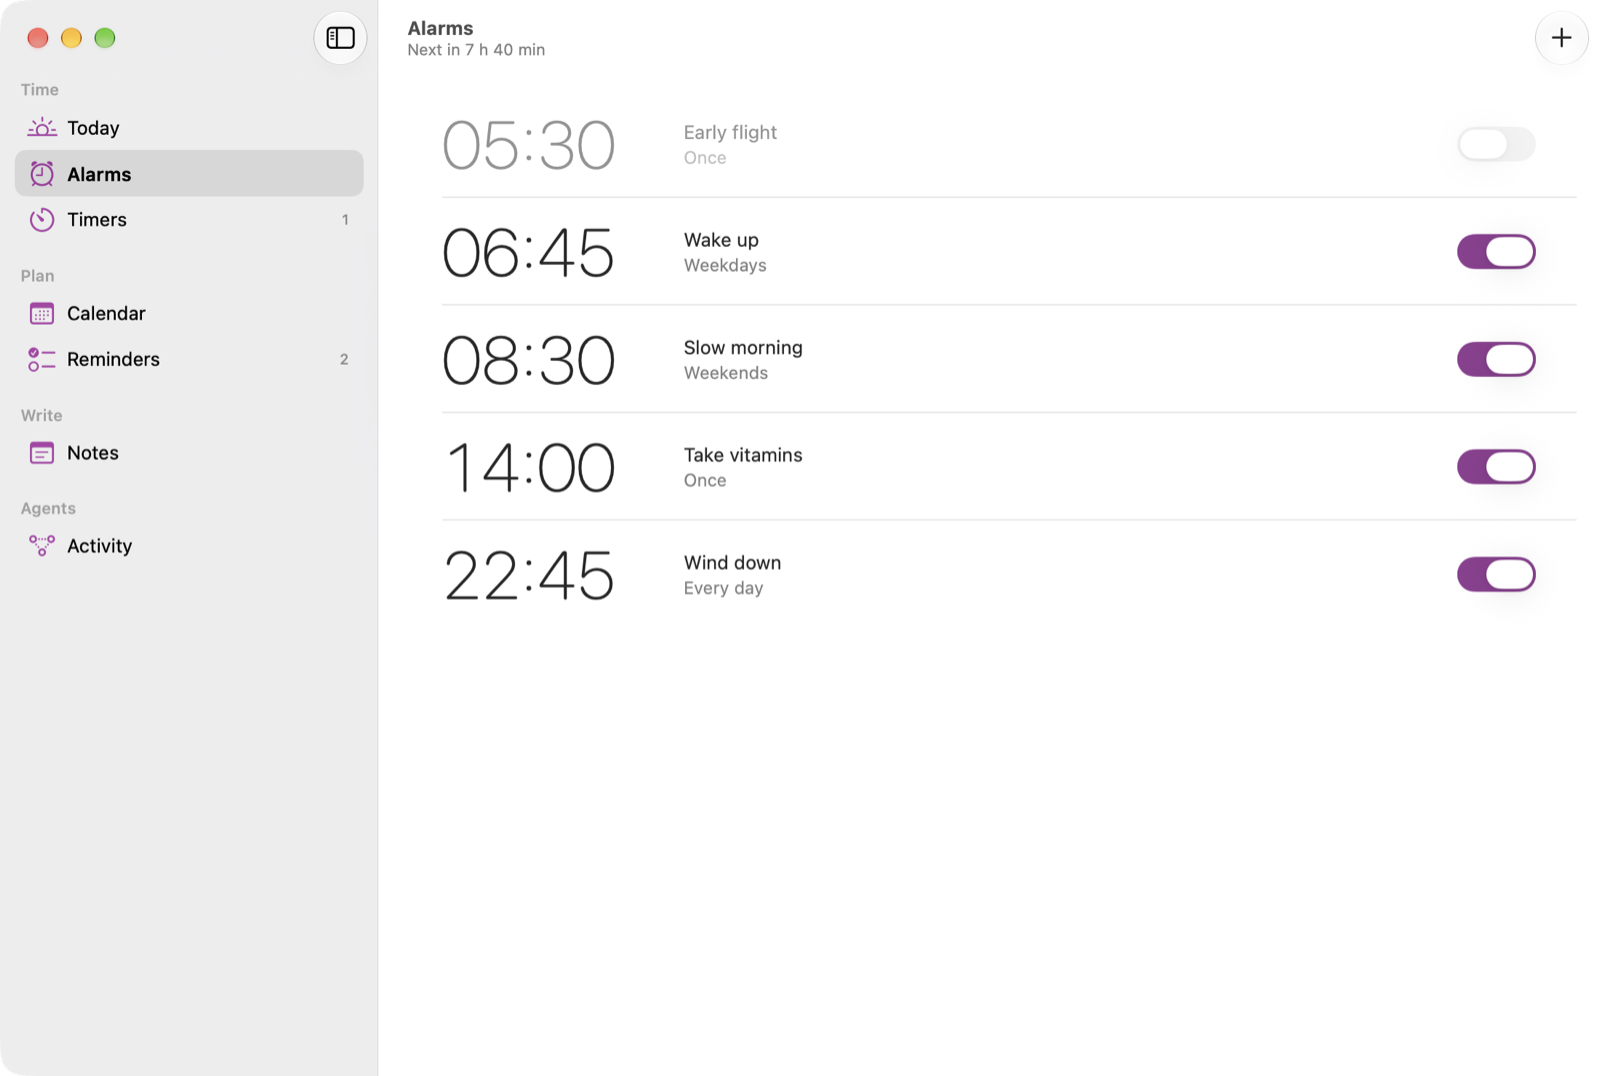 Time
Today
Alarms
Timers 1
Plan
Calendar
Reminders 2
Write
Notes
Agents
Activity
Alarms
Next in 7 h 40 min
05:30
Early flight
Once
06:45
Wake up
Weekdays
08:30
Slow morning
Weekends
14:00
Take vitamins
Once
22:45
Wind down
Every day